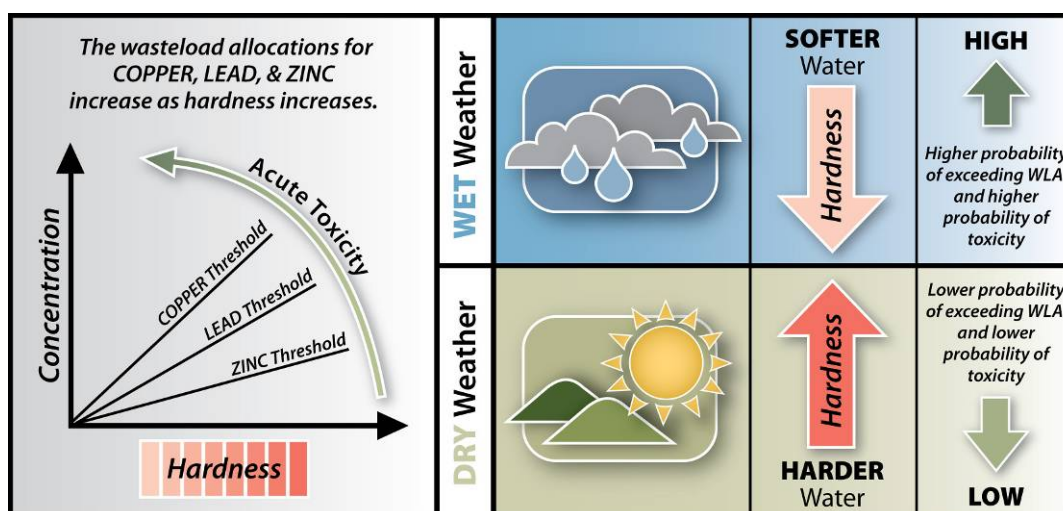 The wasteload allocations for
COPPER, LEAD, & ZINC
increase as hardness increases.
Concentration
Acute Toxicity
COPPER Threshold
LEAD Threshold
ZINC Threshold
Hardness
WET Weather
SOFTER
Water
Hardness
HIGH
Higher probability
of exceeding WLA
and higher
probability of
toxicity
DRY Weather
Hardness
HARDER
Water
Lower probability
of exceeding WLA
and lower
probability of
toxicity
LOW